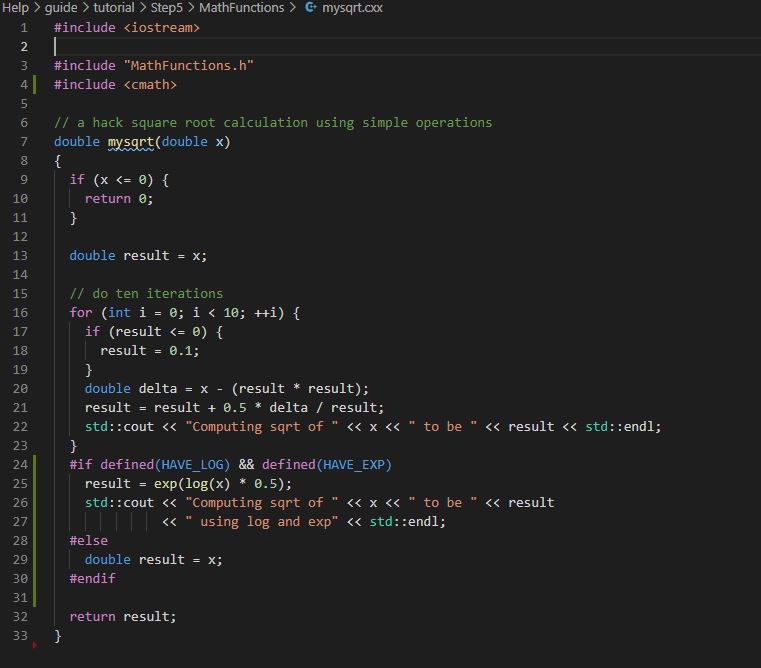 Help > guide > tutorial > Step5 > MathFunctions > C+ mysqrt.cxx
1 #include <iostream>
2
3 #include "MathFunctions.h"
4 #include <cmath>
5
6 // a hack square root calculation using simple operations
7 double mysqrt(double x)
8 {
9   if (x <= 0) {
10     return 0;
11   }
12
13   double result = x;
14
15   // do ten iterations
16   for (int i = 0; i < 10; ++i) {
17     if (result <= 0) {
18       result = 0.1;
19     }
20     double delta = x - (result * result);
21     result = result + 0.5 * delta / result;
22     std::cout << "Computing sqrt of " << x << " to be " << result << std::endl;
23   }
24   #if defined(HAVE_LOG) && defined(HAVE_EXP)
25     result = exp(log(x) * 0.5);
26     std::cout << "Computing sqrt of " << x << " to be " << result
27               << " using log and exp" << std::endl;
28   #else
29     double result = x;
30   #endif
31
32   return result;
33 }